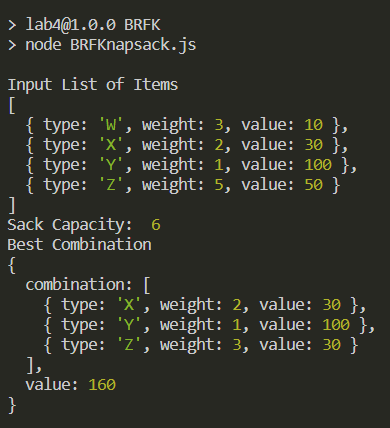 > lab4@1.0.0 BRFK
> node BRFKnapsack.js

Input List of Items
[
  { type: 'W', weight: 3, value: 10 },
  { type: 'X', weight: 2, value: 30 },
  { type: 'Y', weight: 1, value: 100 },
  { type: 'Z', weight: 5, value: 50 }
]
Sack Capacity:  6
Best Combination
{
  combination: [
    { type: 'X', weight: 2, value: 30 },
    { type: 'Y', weight: 1, value: 100 },
    { type: 'Z', weight: 3, value: 30 }
  ],
  value: 160
}